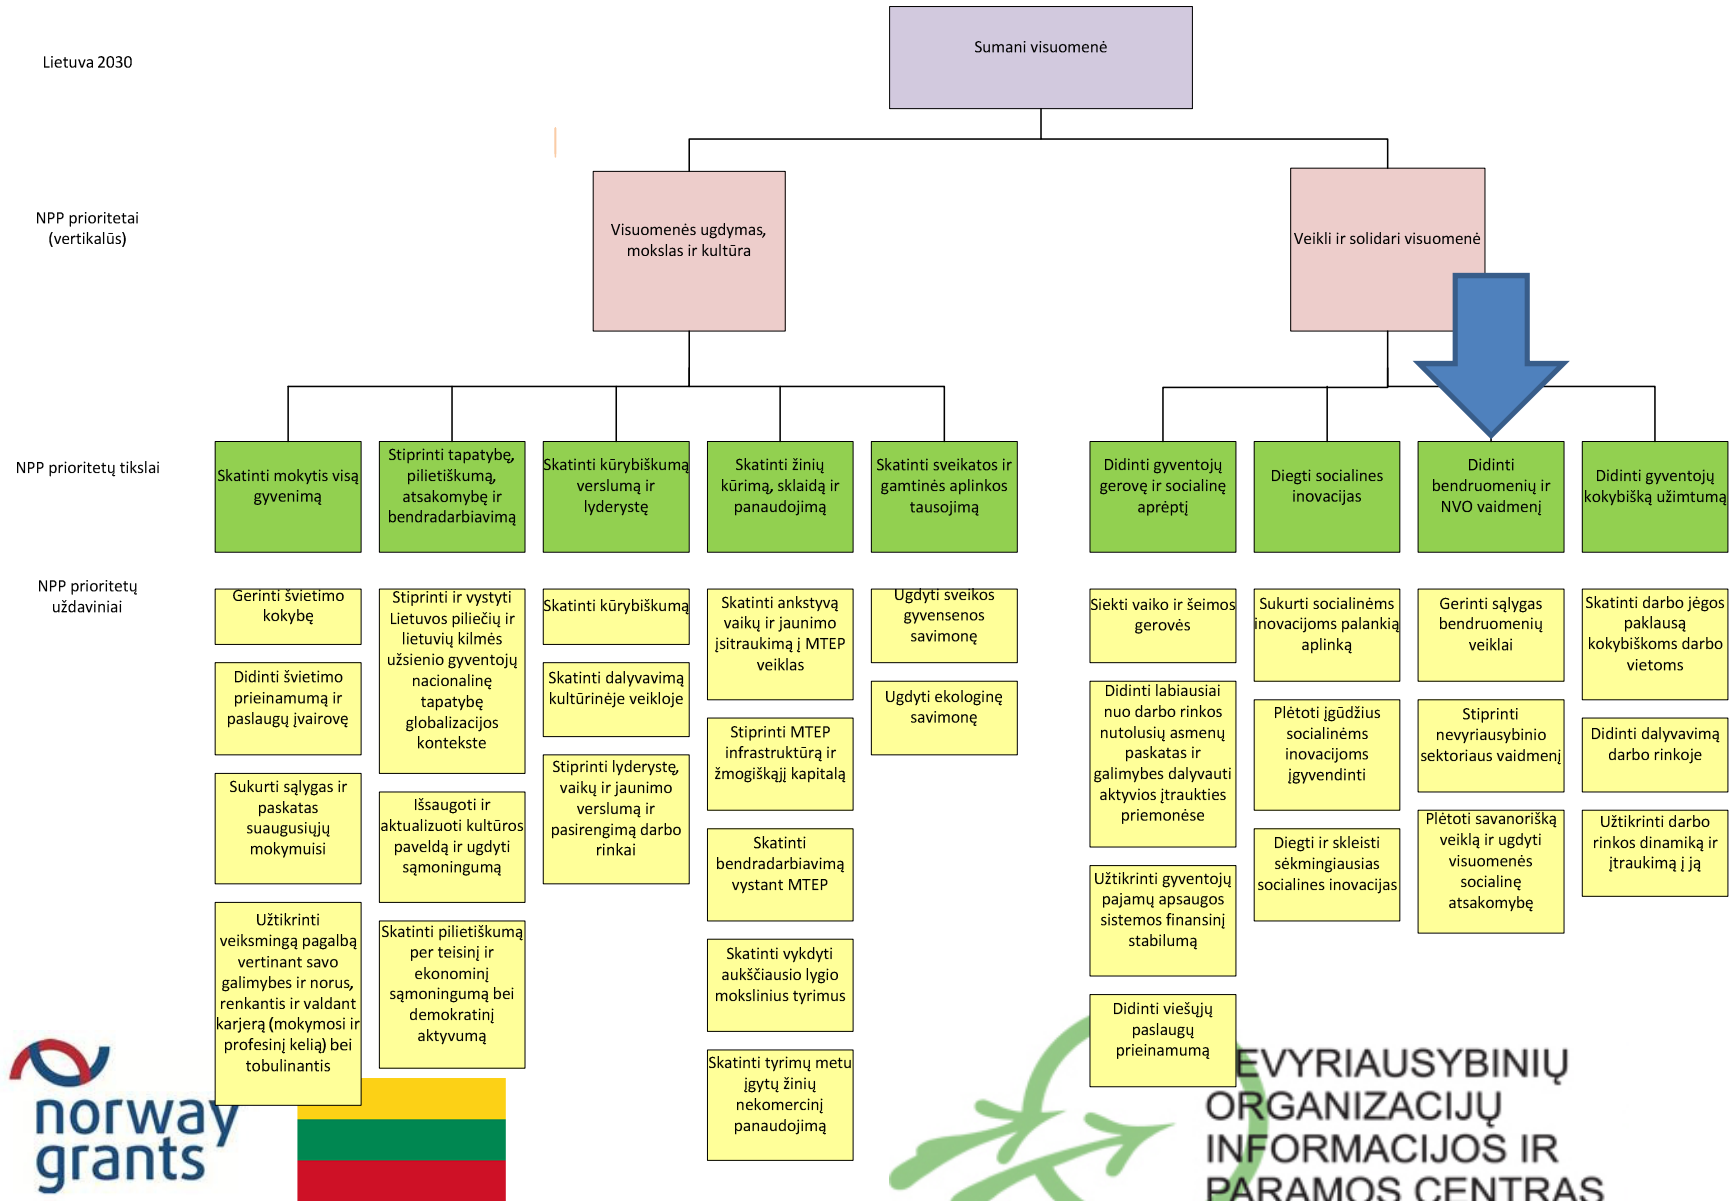 Sumani visuomenė
Lietuva 2030
NPP prioritetai
(vertikalūs)
Visuomenės ugdymas,
mokslas ir kultūra
Veikli ir solidari visuomenė
NPP prioritetų tikslai
Skatinti mokytis visą
gyvenimą
Stiprinti tapatybę,
pilietiškumą,
atsakomybę ir
bendradarbiavimą
Skatinti kūrybiškumą
verslumą ir
lyderystę
Skatinti žinių
kūrimą, sklaidą ir
panaudojimą
Skatinti sveikatos ir
gamtinės aplinkos
tausojimą
Didinti gyventojų
gerovę ir socialinę
aprėptį
Diegti socialines
inovacijas
Didinti
bendruomenių ir
NVO vaidmenį
Didinti gyventojų
kokybišką užimtumą
NPP prioritetų
uždaviniai
Gerinti švietimo
kokybę
Didinti švietimo
prieinamumą ir
paslaugų įvairovę
Sukurti sąlygas ir
paskatas
suaugusiųjų
mokymuisi
Užtikrinti
veiksmingą pagalbą
vertinant savo
galimybes ir norus,
renkantis ir valdant
karjerą (mokymosi ir
profesinį kelią) bei
tobulinantis
Stiprinti ir vystyti
Lietuvos piliečių ir
lietuvių kilmės
užsienio gyventojų
nacionalinę
tapatybę
globalizacijos
kontekste
Išsaugoti ir
aktualizuoti kultūros
paveldą ir ugdyti
sąmoningumą
Skatinti pilietiškumą
per teisinį ir
ekonominį
sąmoningumą bei
demokratinį
aktyvumą
Skatinti kūrybiškumą
Skatinti dalyvavimą
kultūrinėje veikloje
Stiprinti lyderystę,
vaikų ir jaunimo
verslumą ir
pasirengimą darbo
rinkai
Skatinti ankstyvą
vaikų ir jaunimo
įsitraukimą į MTEP
veiklas
Stiprinti MTEP
infrastruktūrą ir
žmogiškąjį kapitalą
Skatinti
bendradarbiavimą
vystant MTEP
Skatinti vykdyti
aukščiausio lygio
mokslinius tyrimus
Skatinti tyrimų metu
įgytų žinių
nekomercinį
panaudojimą
Ugdyti sveikos
gyvensenos
savimonę
Ugdyti ekologinę
savimonę
Siekti vaiko ir šeimos
gerovės
Didinti labiausiai
nuo darbo rinkos
nutolusių asmenų
paskatas ir
galimybes dalyvauti
aktyvios įtraukties
priemonėse
Užtikrinti gyventojų
pajamų apsaugos
sistemos finansinį
stabilumą
Didinti viešųjų
paslaugų
prieinamumą
Sukurti socialinėms
inovacijoms palankią
aplinką
Plėtoti įgūdžius
socialinėms
inovacijoms
įgyvendinti
Diegti ir skleisti
sėkmingiausias
socialines inovacijas
Gerinti sąlygas
bendruomenių
veiklai
Stiprinti
nevyriausybinio
sektoriaus vaidmenį
Plėtoti savanorišką
veiklą ir ugdyti
visuomenės
socialinę
atsakomybę
Skatinti darbo jėgos
paklausą
kokybiškoms darbo
vietoms
Didinti dalyvavimą
darbo rinkoje
Užtikrinti darbo
rinkos dinamiką ir
įtraukimą į ją
norway
grants
EVYRIAUSYBINIŲ
ORGANIZACIJŲ
INFORMACIJOS IR
PARAMOS CENTRAS